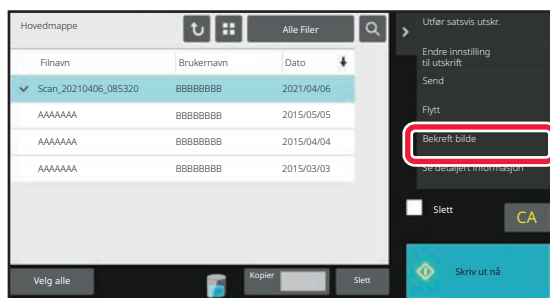 Hovedmappe
Alle Filer
Filnavn Brukernavn Dato
Scan_20210406_085320 BBBBBBBB 2021/04/06
AAAAAAA BBBBBBBB 2015/05/05
AAAAAAA BBBBBBBB 2015/04/04
AAAAAAA BBBBBBBB 2015/03/03
Velg alle
Kopier
Slett
Utfør satsvis utskr.
Endre innstilling
til utskrift
Send
Flytt
Bekreft bilde
Se detaljert informasjon
Slett
CA
Skriv ut nå